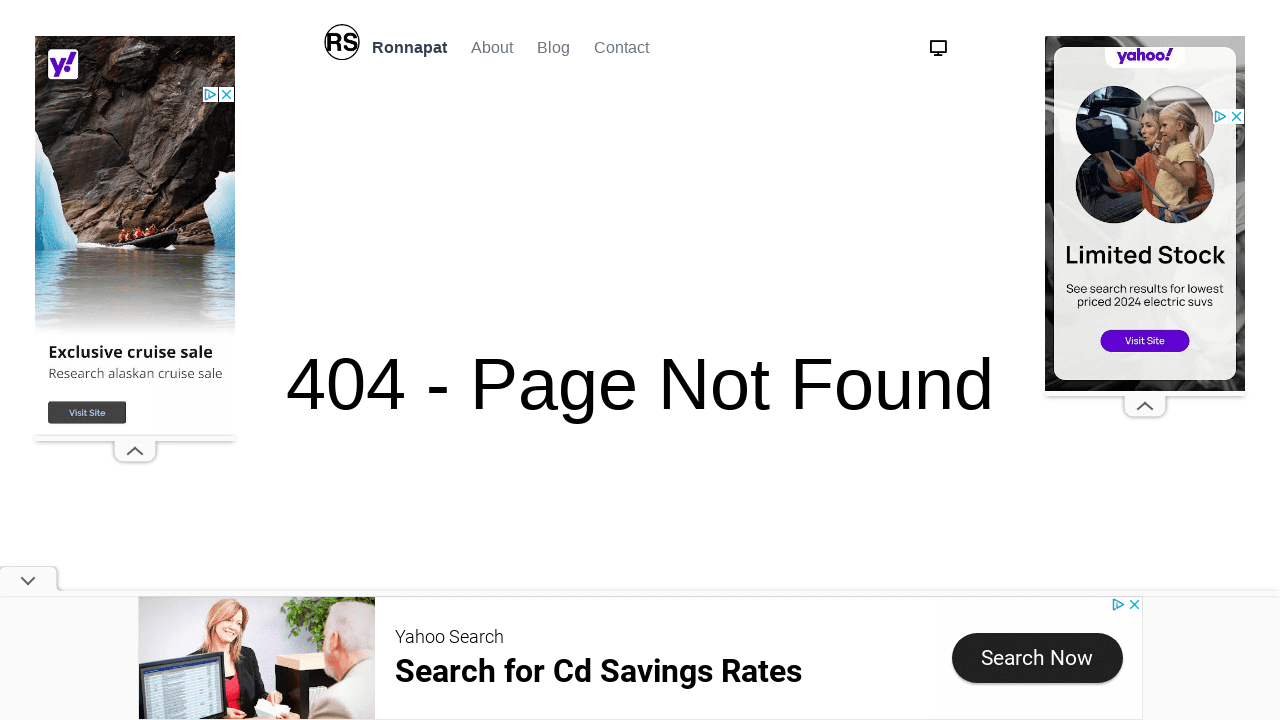 RS
Ronnapat
About
Blog
Contact
y!
Exclusive cruise sale
Research alaskan cruise sale
Visit Site
404 - Page Not Found
yahoo!
Limited Stock
See search results for lowest
priced 2024 electric suvs
Visit Site
Yahoo Search
Search for Cd Savings Rates
Search Now